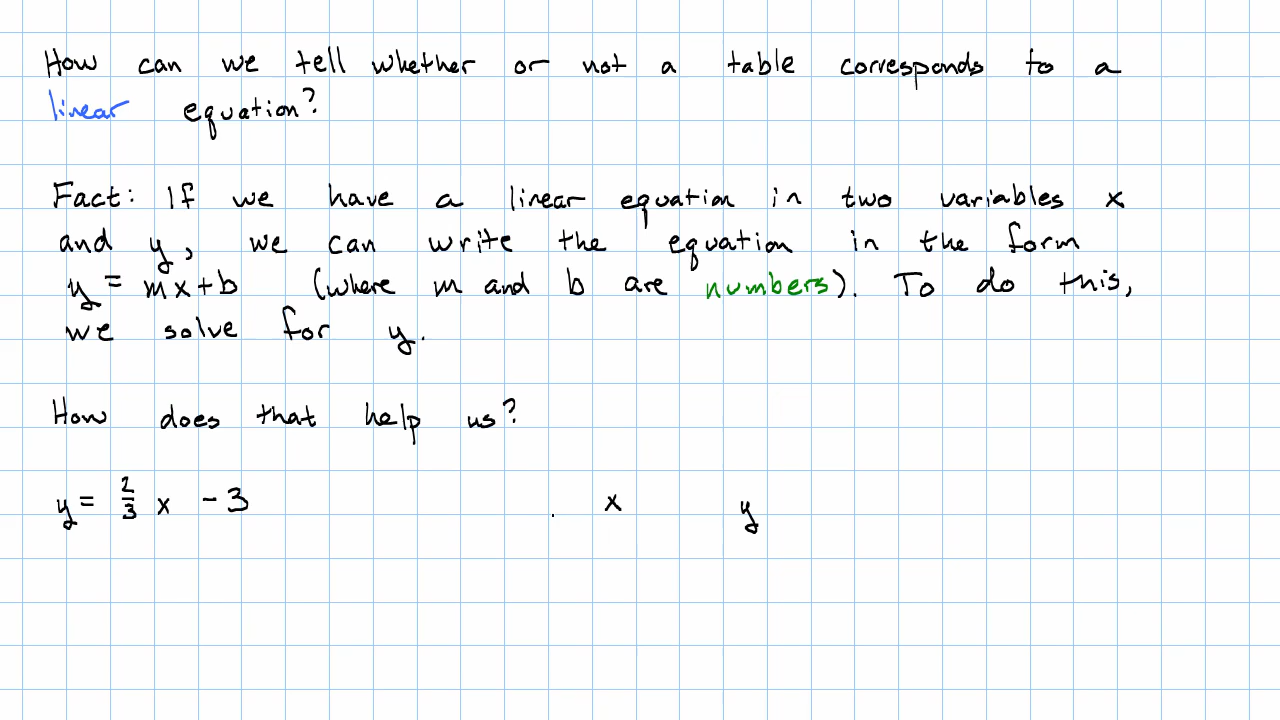 How can we tell whether or not a table corresponds to a
linear equation?
Fact: If we have a linear equation in two variables x
and y, we can write the equation in the form
y = mx+b (where m and b are numbers). To do this,
we solve for y.
How does that help us?
y = 2/3 x - 3 x y